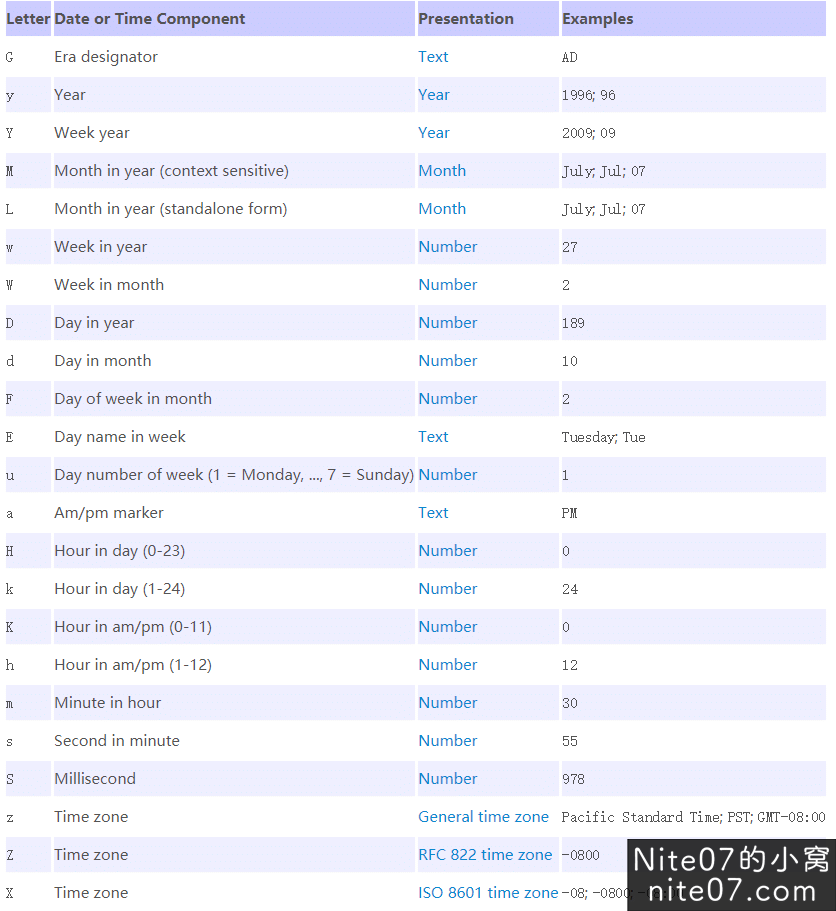 Letter Date or Time Component Presentation Examples
G Era designator Text AD
y Year Year 1996; 96
Y Week year Year 2009; 09
M Month in year (context sensitive) Month July; Jul; 07
L Month in year (standalone form) Month July; Jul; 07
w Week in year Number 27
W Week in month Number 2
D Day in year Number 189
d Day in month Number 10
F Day of week in month Number 2
E Day name in week Text Tuesday; Tue
u Day number of week (1 = Monday, ..., 7 = Sunday) Number 1
a Am/pm marker Text PM
H Hour in day (0-23) Number 0
k Hour in day (1-24) Number 24
K Hour in am/pm (0-11) Number 0
h Hour in am/pm (1-12) Number 12
m Minute in hour Number 30
s Second in minute Number 55
S Millisecond Number 978
z Time zone General time zone Pacific Standard Time; PST; GMT-08:00
Z Time zone RFC 822 time zone -0800
X Time zone ISO 8601 time zone -08; -0800;
Nite07的小窝
nite07.com